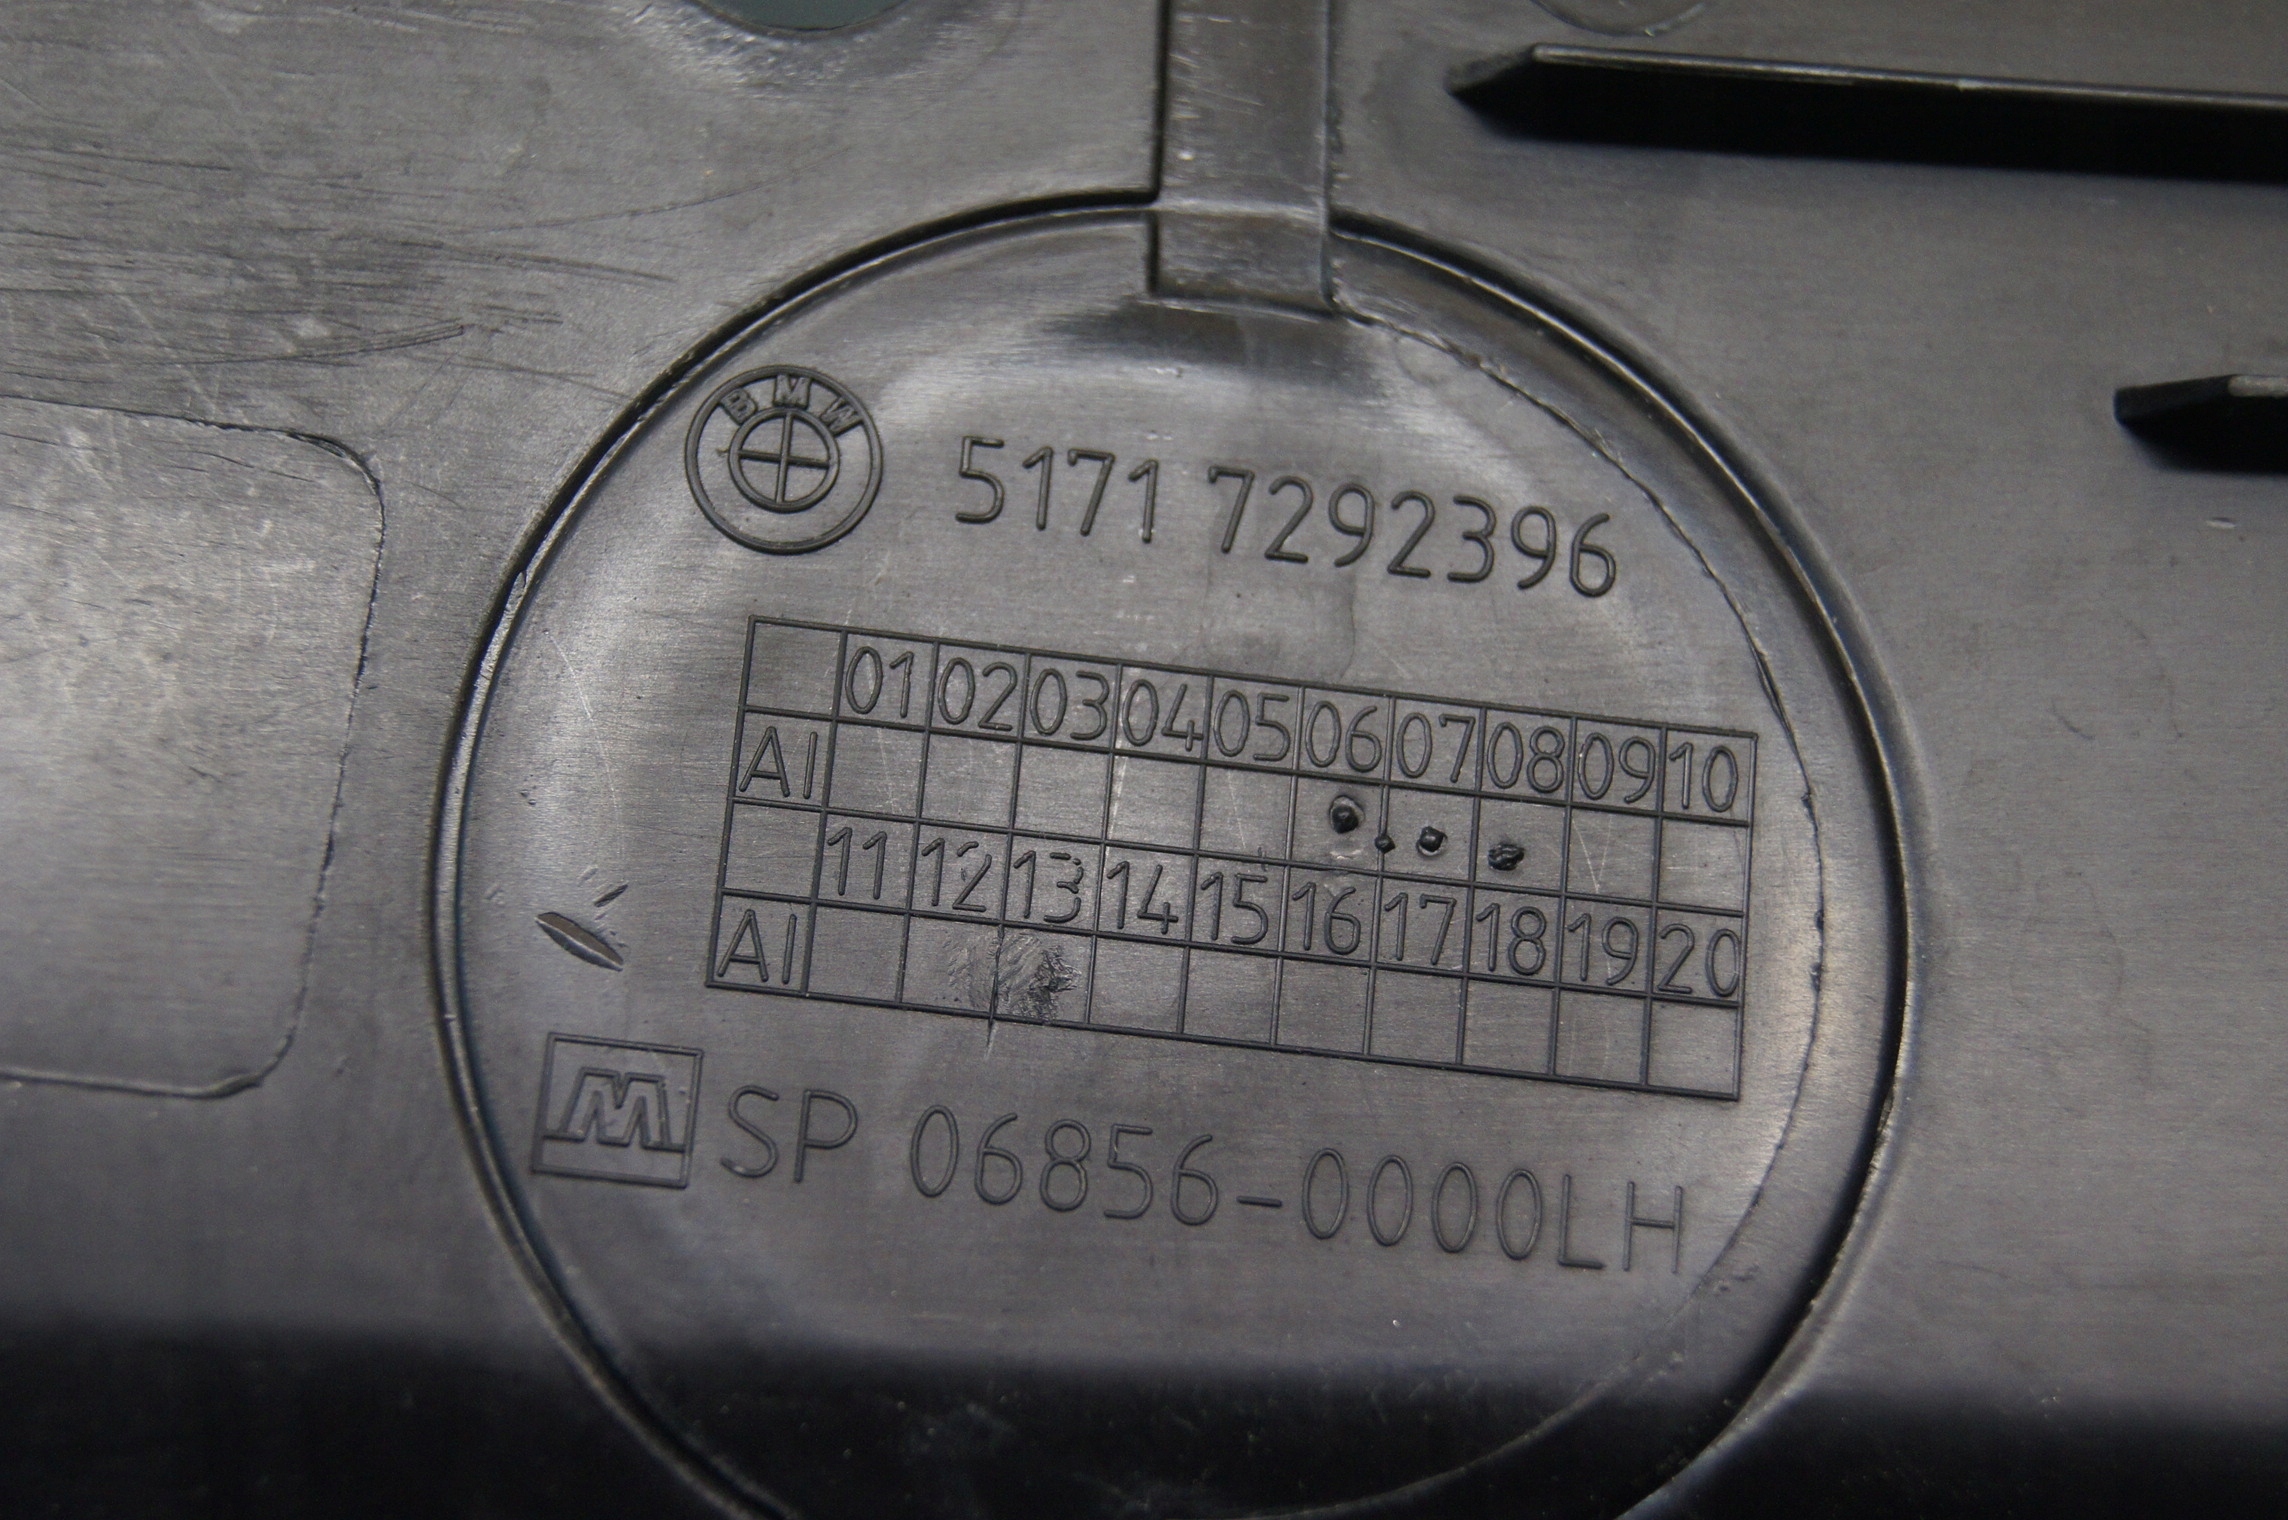 BMW
5171 7292396
01 02 03 04 05 06 07 08 09 10
AI
11 12 13 14 15 16 17 18 19 20
AI
M SP 06856-0000LH